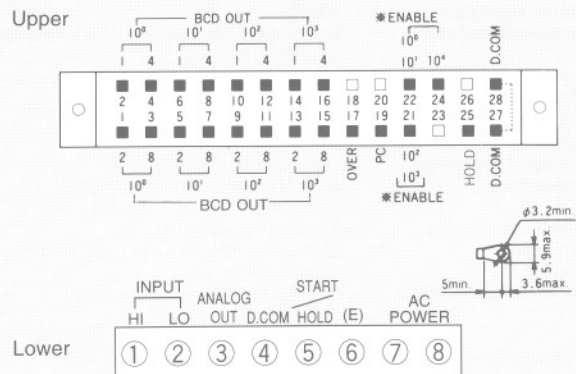 Upper
BCD OUT
※ENABLE
10⁰ 10¹ 10² 10³ 10⁰
1 4 1 4 1 4 1 4 10¹ 10⁴ D.COM
2 4 6 8 10 12 14 16 18 20 22 24 26 28
1 3 5 7 9 11 13 15 17 19 21 23 25 27
2 8 2 8 2 8 2 8 OVER PC 10² HOLD D.COM
10⁰ 10¹ 10² 10³ 10³
BCD OUT
※ENABLE
φ3.2min.
5.9max.
5min. 3.6max.
INPUT START
ANALOG AC
HI LO OUT D.COM HOLD (E) POWER
Lower
① ② ③ ④ ⑤ ⑥ ⑦ ⑧